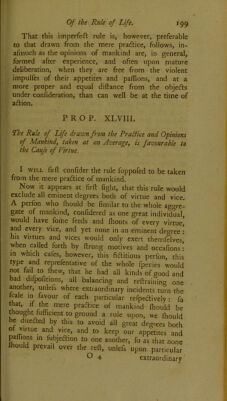 Of the Rule of Life. 199
That this imperfect rule is, however, preferable
to that drawn from the mere practice, follows, in-
asmuch as the opinions of mankind are, in general,
formed after experience, and often upon mature
deliberation, when they are free from the violent
impulses of their appetites and passions, and at a
more proper and equal distance from the objects
under consideration, than can well be at the time of
action.
PROP. XLVIII.
The Rule of Life drawn from the Practice and Opinions
of Mankind, taken at an Average, is favourable to
the Cause of Virtue.
I WILL first consider the rule supposed to be taken
from the mere practice of mankind.
Now it appears at first sight, that this rule would
exclude all eminent degrees both of virtue and vice.
A person who should be similar to the whole aggre-
gate of mankind, considered as one great individual,
would have some seeds and shoots of every virtue,
and every vice, and yet none in an eminent degree:
his virtues and vices would only exert themselves,
when called forth by strong motives and occasions:
in which cases, however, this fictitious person, this
type and representative of the whole species would
not fail to shew, that he had all kinds of good and
bad dispositions, all balancing and restraining one
another, unless where extraordinary incidents turn the
scale in favour of each particular respectively: so
that, if the mere practice of mankind should be
thought sufficient to ground a rule upon, we should
be directed by this to avoid all great degrees both
of virtue and vice, and to keep our appetites and
passions in subjection to one another, so as that none
should prevail over the rest, unless upon particular
O 4 extraordinary